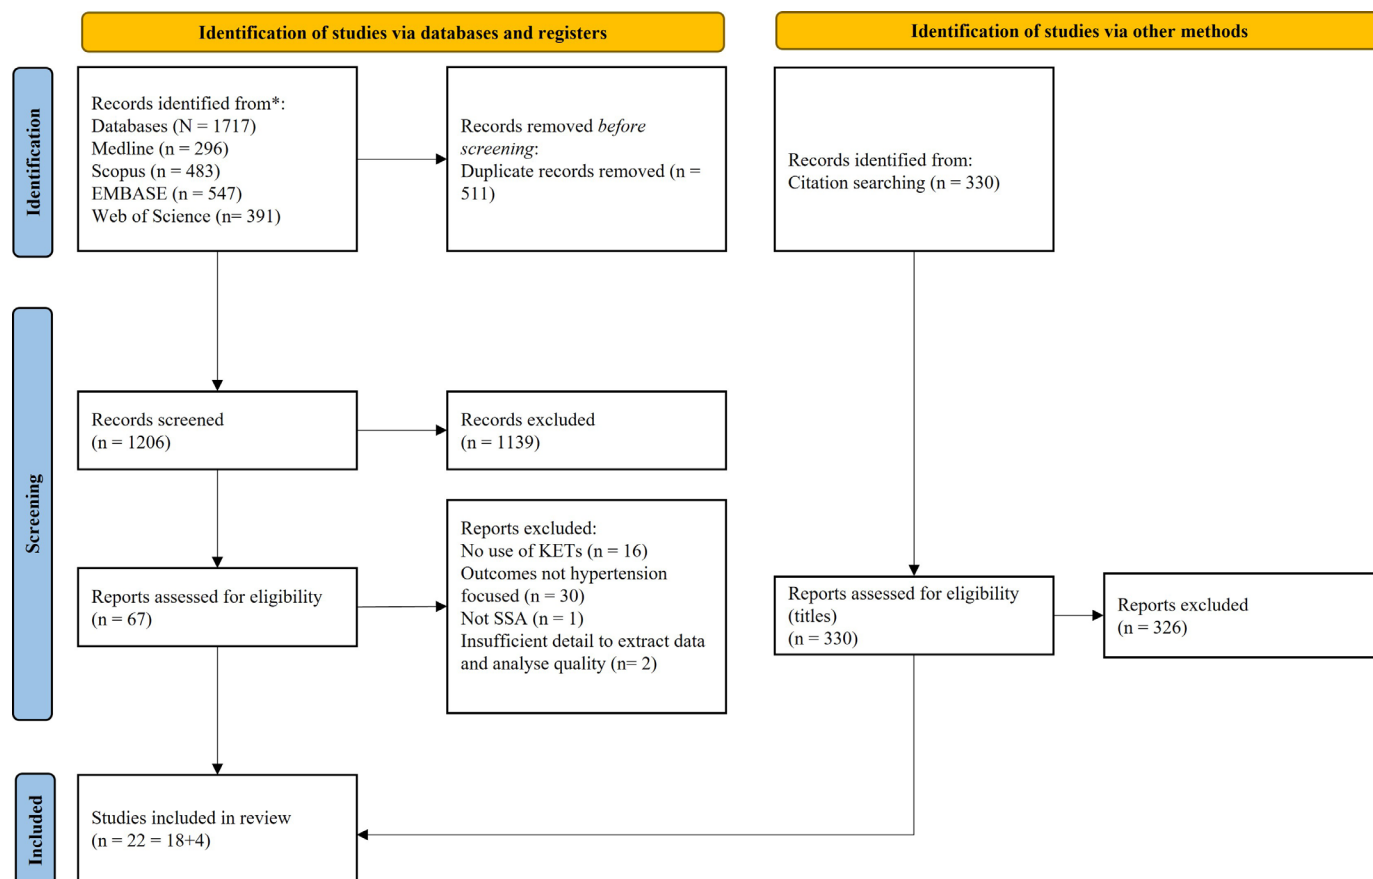 Identification of studies via databases and registers
Identification of studies via other methods
Identification
Records identified from*:
Databases (N = 1717)
Medline (n = 296)
Scopus (n = 483)
EMBASE (n = 547)
Web of Science (n= 391)
Records removed before
screening:
Duplicate records removed (n =
511)
Records identified from:
Citation searching (n = 330)
Screening
Records screened
(n = 1206)
Records excluded
(n = 1139)
Reports assessed for eligibility
(n = 67)
Reports excluded:
No use of KETs (n = 16)
Outcomes not hypertension
focused (n = 30)
Not SSA (n = 1)
Insufficient detail to extract data
and analyse quality (n= 2)
Reports assessed for eligibility
(titles)
(n = 330)
Reports excluded
(n = 326)
Included
Studies included in review
(n = 22 = 18+4)